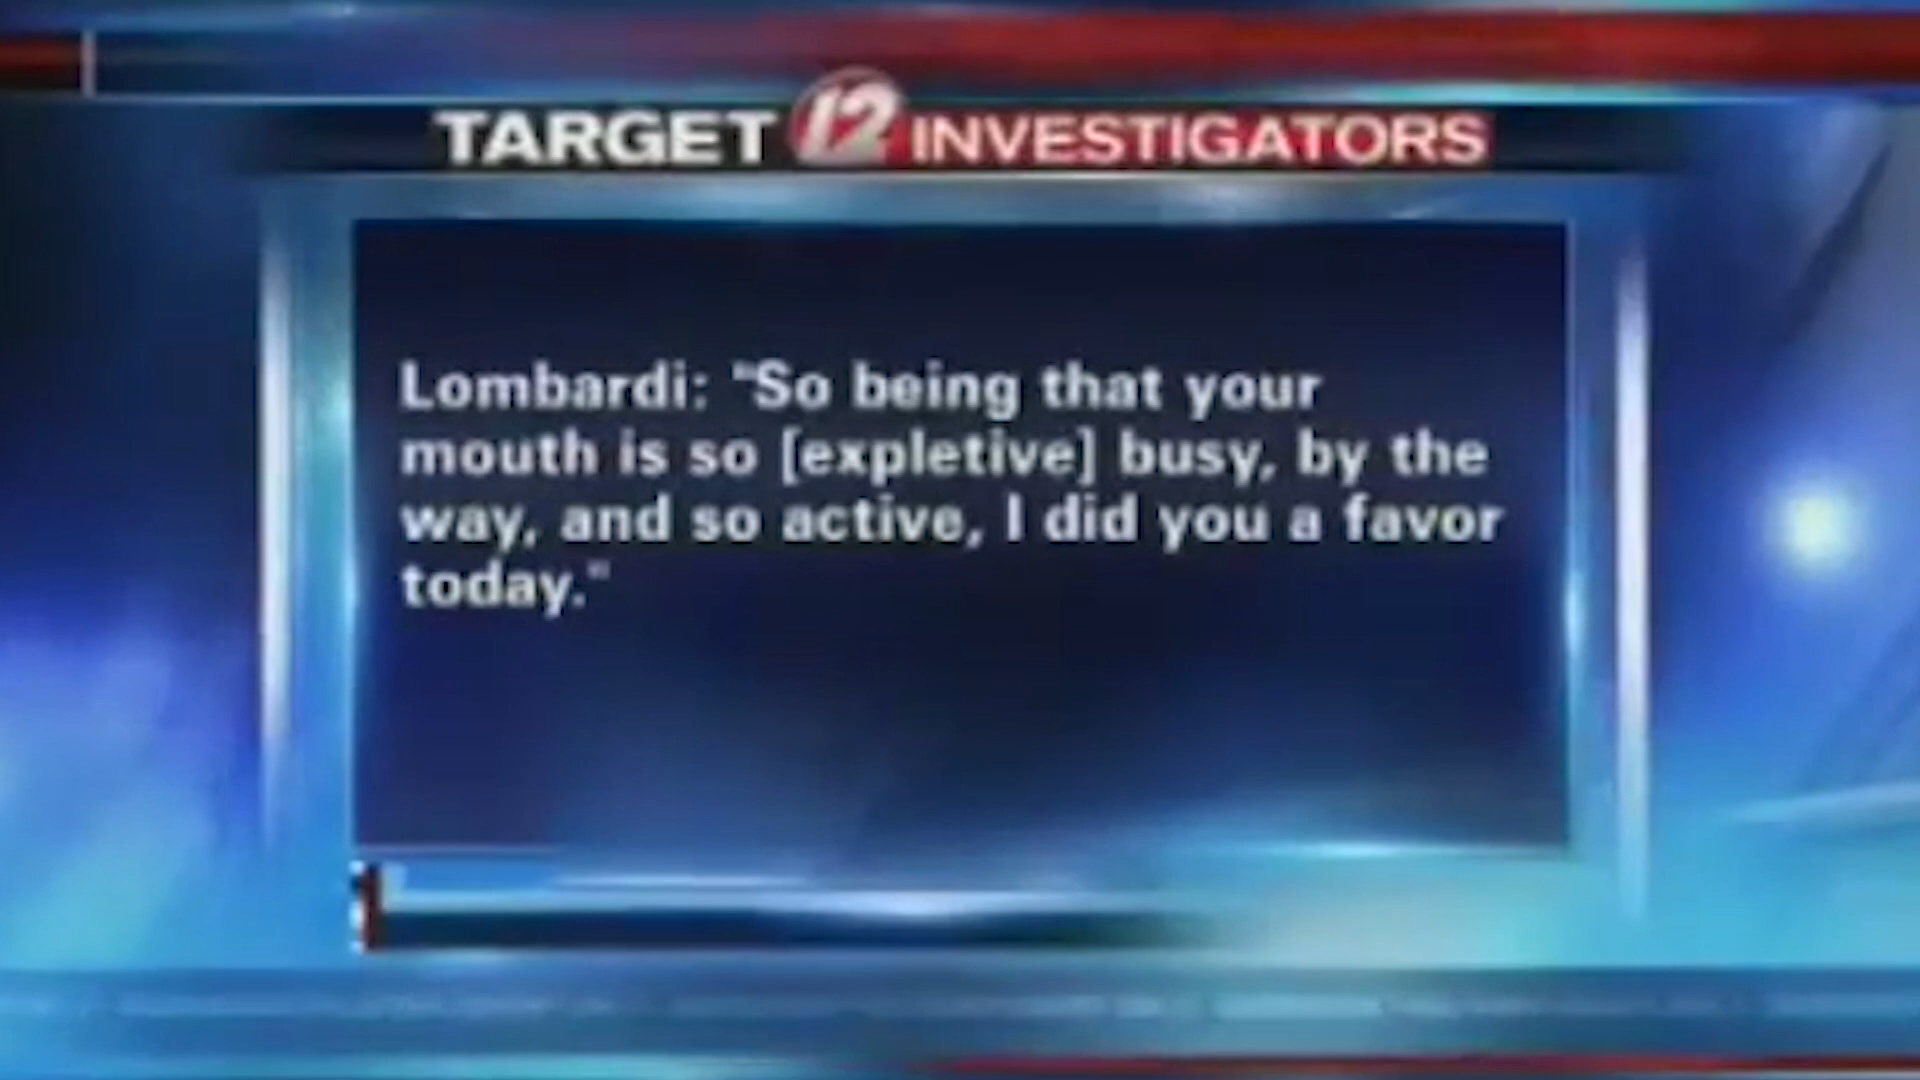 TARGET 12 INVESTIGATORS
Lombardi: "So being that your
mouth is so [expletive] busy, by the
way, and so active, I did you a favor
today."